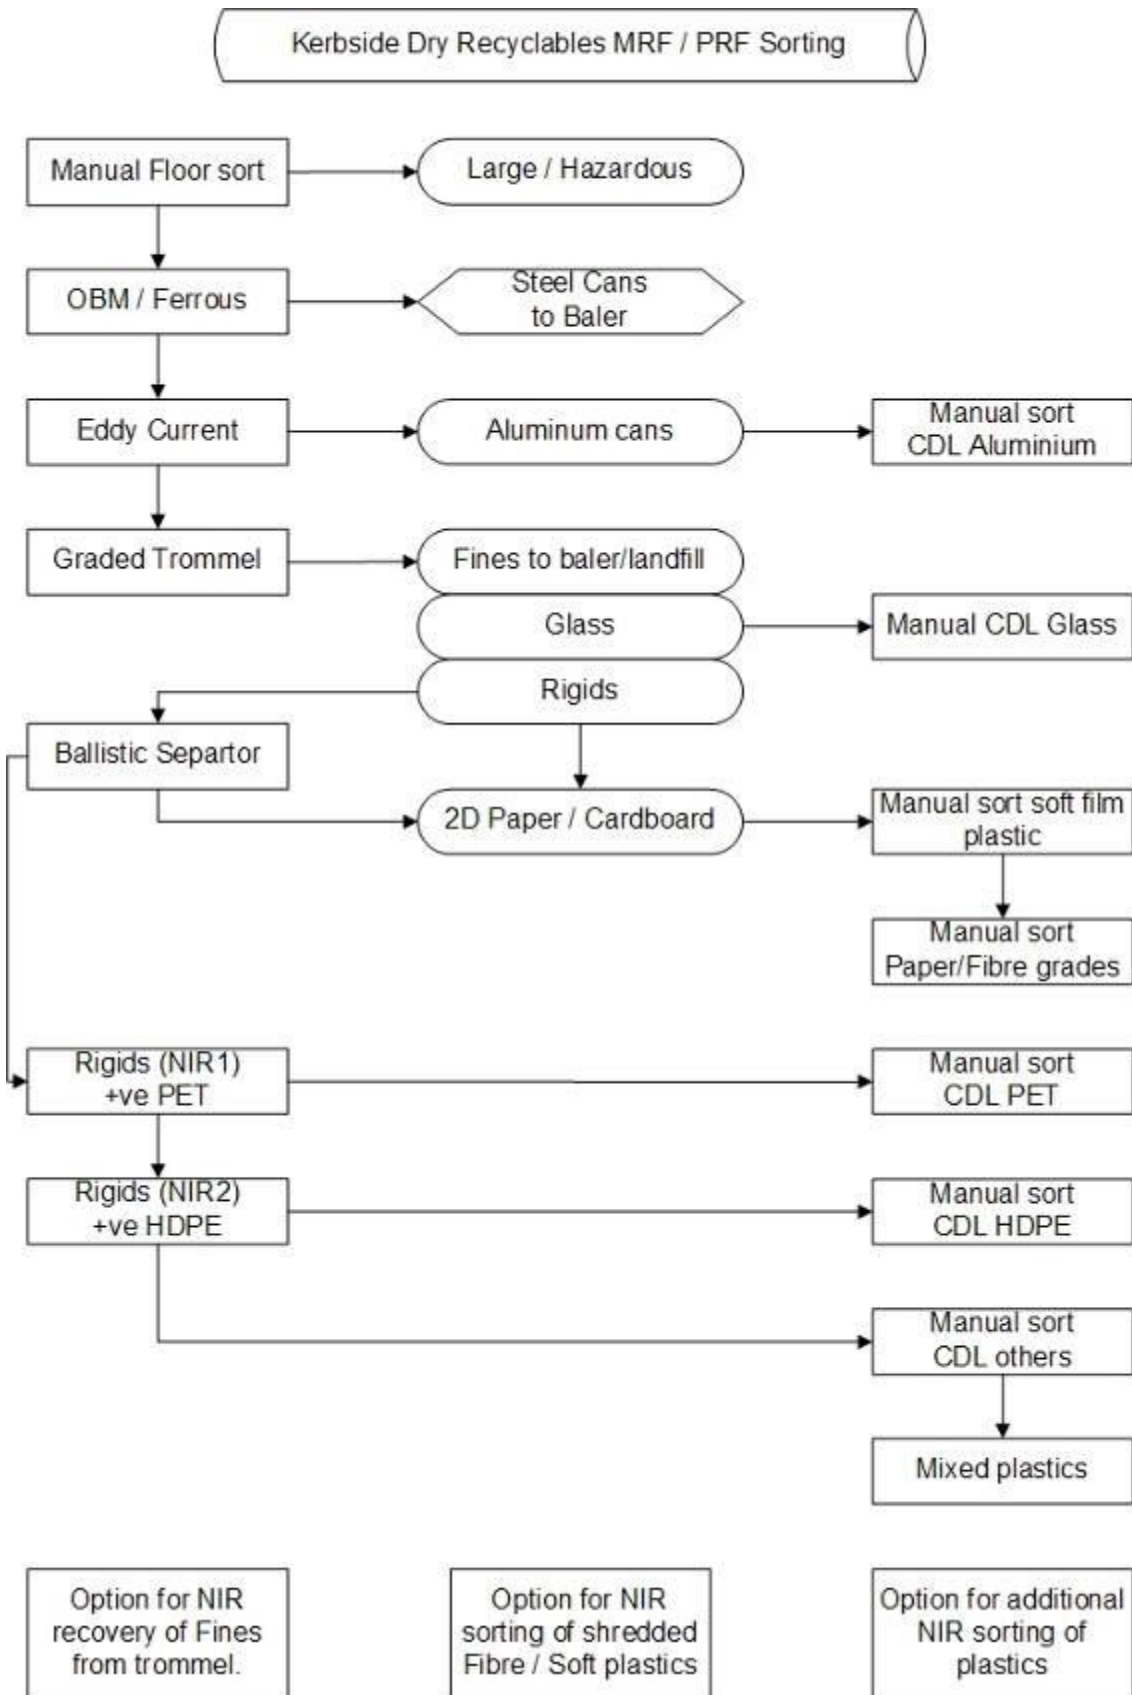 Kerbside Dry Recyclables MRF / PRF Sorting
Manual Floor sort
Large / Hazardous
OBM / Ferrous
Steel Cans
to Baler
Eddy Current
Aluminum cans
Manual sort
CDL Aluminium
Graded Trommel
Fines to baler/landfill
Glass
Manual CDL Glass
Rigids
Ballistic Separtor
2D Paper / Cardboard
Manual sort soft film
plastic
Manual sort
Paper/Fibre grades
Rigids (NIR1)
+ve PET
Manual sort
CDL PET
Rigids (NIR2)
+ve HDPE
Manual sort
CDL HDPE
Manual sort
CDL others
Mixed plastics
Option for NIR
recovery of Fines
from trommel.
Option for NIR
sorting of shredded
Fibre / Soft plastics
Option for additional
NIR sorting of
plastics